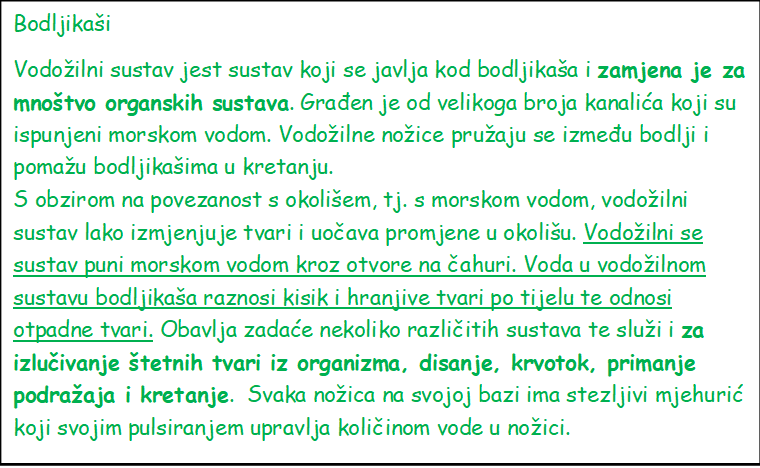 Bodljikaši
Vodožilni sustav jest sustav koji se javlja kod bodljikaša i zamjena je za
mnoštvo organskih sustava. Građen je od velikoga broja kanalića koji su
ispunjeni morskom vodom. Vodožilne nožice pružaju se između bodlji i
pomažu bodljikašima u kretanju.
S obzirom na povezanost s okolišem, tj. s morskom vodom, vodožilni
sustav lako izmjenjuje tvari i uočava promjene u okolišu. Vodožilni se
sustav puni morskom vodom kroz otvore na čahuri. Voda u vodožilnom
sustavu bodljikaša raznosi kisik i hranjive tvari po tijelu te odnosi
otpadne tvari. Obavlja zadaće nekoliko različitih sustava te služi i za
izlučivanje štetnih tvari iz organizma, disanje, krvotok, primanje
podražaja i kretanje. Svaka nožica na svojoj bazi ima stezljivi mjehurić
koji svojim pulsiranjem upravlja količinom vode u nožici.